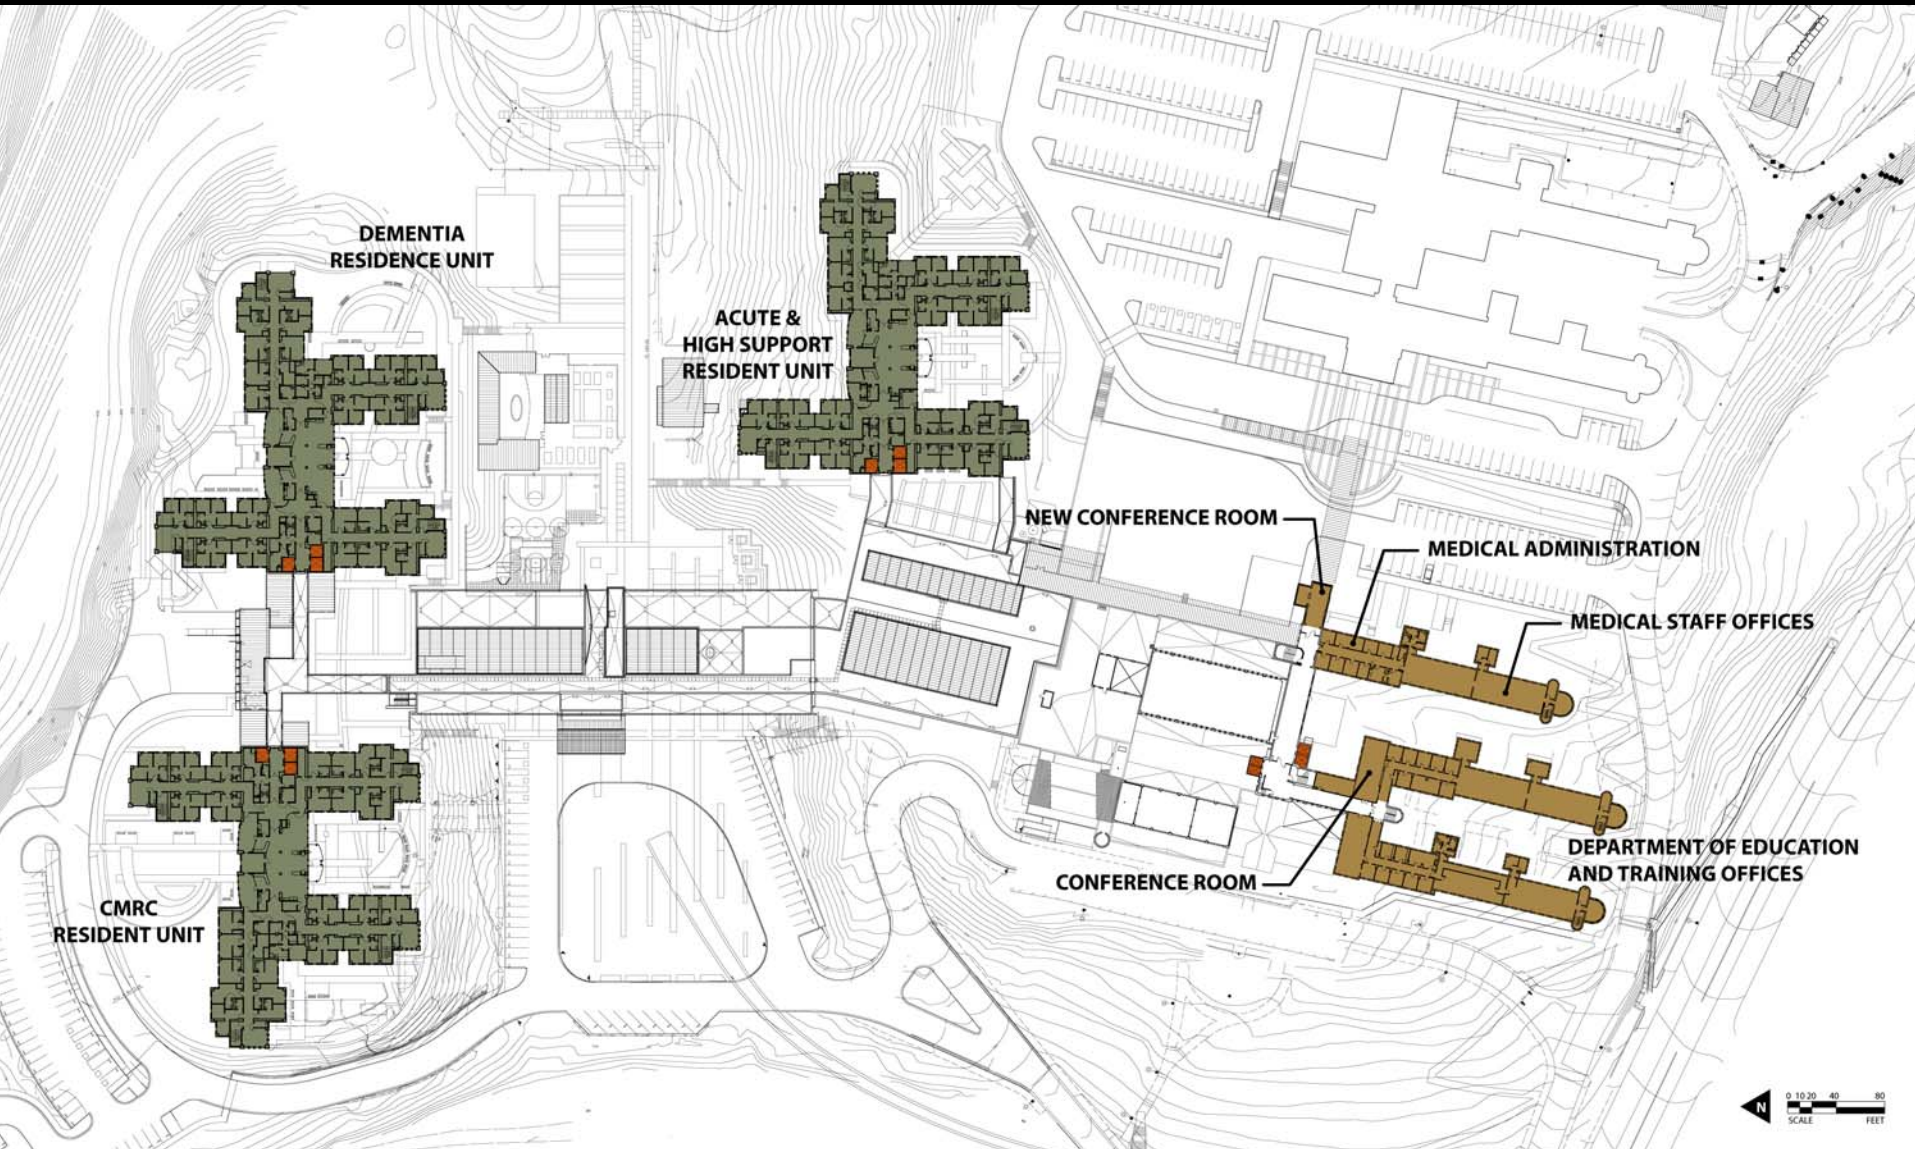 DEMENTIA
RESIDENCE UNIT
ACUTE &
HIGH SUPPORT
RESIDENT UNIT
NEW CONFERENCE ROOM
MEDICAL ADMINISTRATION
MEDICAL STAFF OFFICES
DEPARTMENT OF EDUCATION
AND TRAINING OFFICES
CONFERENCE ROOM
CMRC
RESIDENT UNIT
N
0 10 20 40 80
SCALE FEET